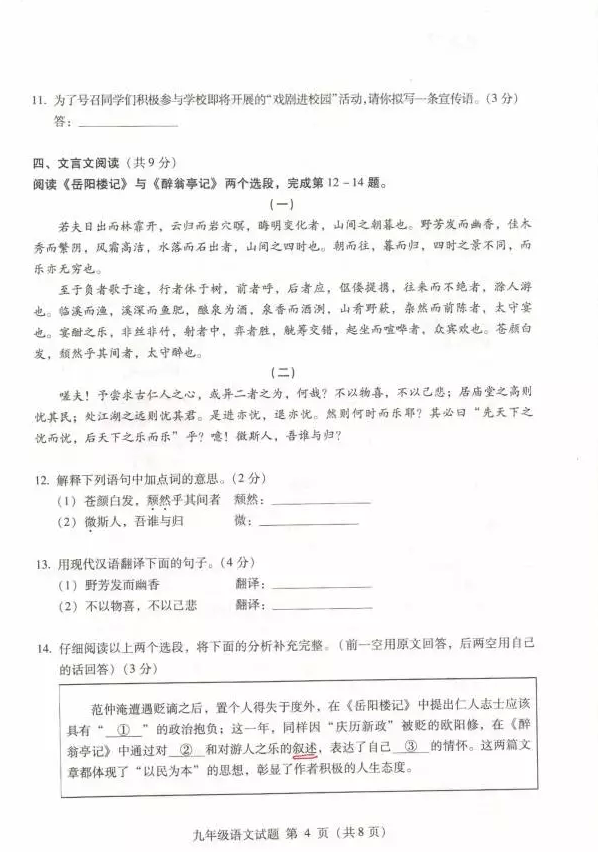 11. 为了号召同学们积极参与学校即将开展的“戏剧进校园”活动,请你拟写一条宣传语。(3 分)
答：
四、文言文阅读 (共 9 分)
阅读《岳阳楼记》与《醉翁亭记》两个选段，完成第 12－14 题。
(一)
若夫日出而林霏开，云归而岩穴暝，晦明变化者，山间之朝暮也。野芳发而幽香，佳木
秀而繁阴，风霜高洁，水落而石出者，山间之四时也。朝而往，暮而归，四时之景不同，而
乐亦无穷也。
至于负者歌于途，行者休于树，前者呼，后者应，伛偻提携，往来而不绝者，滁人游
也。临溪而渔，溪深而鱼肥，酿泉为酒，泉香而酒洌，山肴野蔌，杂然而前陈者，太守宴
也。宴酣之乐，非丝非竹，射者中，弈者胜，觥筹交错，起坐而喧哗者，众宾欢也。苍颜白
发，颓然乎其间者，太守醉也。
(二)
嗟夫！予尝求古仁人之心，或异二者之为，何哉？不以物喜，不以己悲；居庙堂之高则
忧其民；处江湖之远则忧其君。是进亦忧，退亦忧。然则何时而乐耶？其必曰“先天下之
忧而忧，后天下之乐而乐”乎？噫！微斯人，吾谁与归？
12. 解释下列语句中加点词的意思。(2 分)
(1) 苍颜白发，颓然乎其间者 颓然：
(2) 微斯人，吾谁与归 微：
13. 用现代汉语翻译下面的句子。(4 分)
(1) 野芳发而幽香 翻译：
(2) 不以物喜，不以己悲 翻译：
14. 仔细阅读以上两个选段，将下面的分析补充完整。(前一空用原文回答，后两空用自己
的话回答) (3 分)
范仲淹遭遇贬谪之后，置个人得失于度外，在《岳阳楼记》中提出仁人志士应该
具有“ ① ”的政治抱负；这一年，同样因“庆历新政”被贬的欧阳修，在《醉
翁亭记》中通过对 ② 和对游人之乐的叙述，表达了自己 ③ 的情怀。这两篇文
章都体现了“以民为本”的思想，彰显了作者积极的人生态度。
九年级语文试题 第 4 页 (共 8 页)